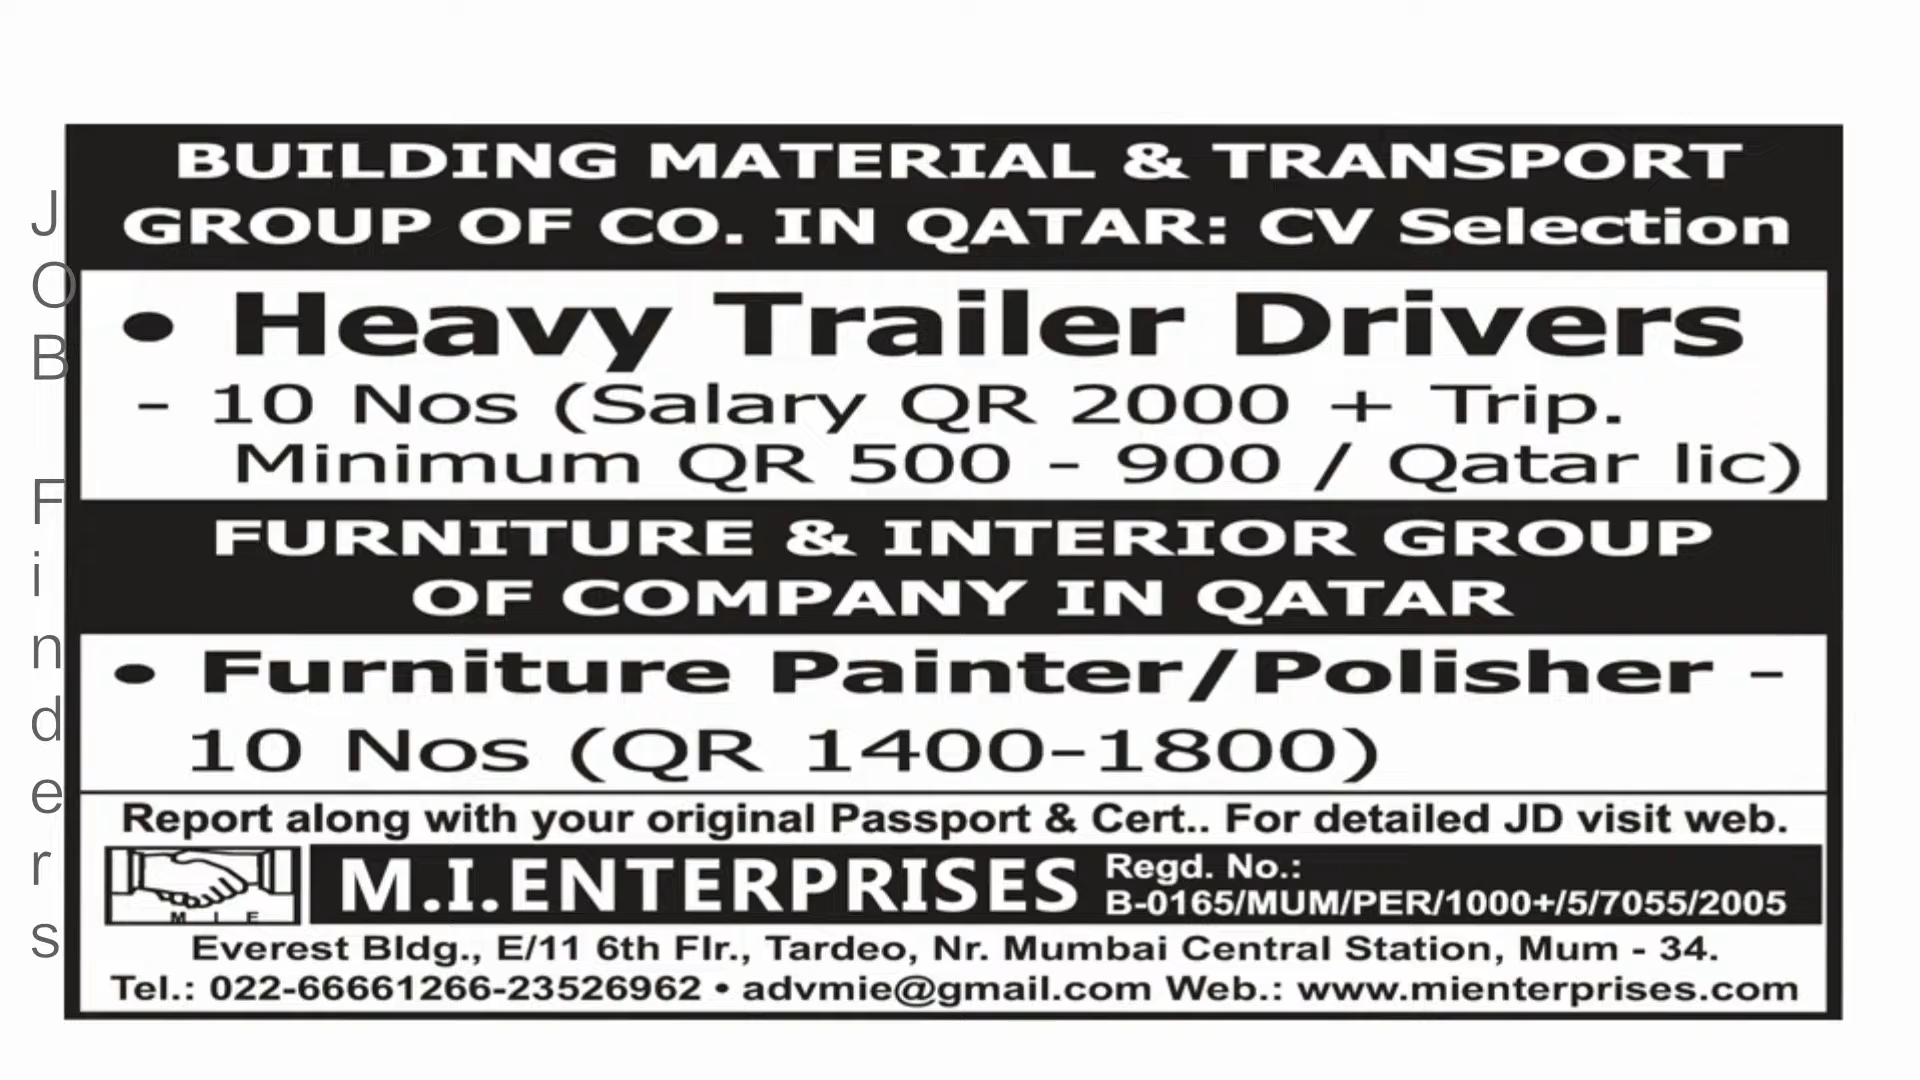 BUILDING MATERIAL & TRANSPORT
GROUP OF CO. IN QATAR: CV Selection
• Heavy Trailer Drivers
- 10 Nos (Salary QR 2000 + Trip.
Minimum QR 500 - 900 / Qatar lic)
FURNITURE & INTERIOR GROUP
OF COMPANY IN QATAR
• Furniture Painter/Polisher -
10 Nos (QR 1400-1800)
Report along with your original Passport & Cert.. For detailed JD visit web.
M I E
M.I.ENTERPRISES
Regd. No.:
B-0165/MUM/PER/1000+/5/7055/2005
Everest Bldg., E/11 6th Flr., Tardeo, Nr. Mumbai Central Station, Mum - 34.
Tel.: 022-66661266-23526962 • advmie@gmail.com Web.: www.mienterprises.com
JOB Finders